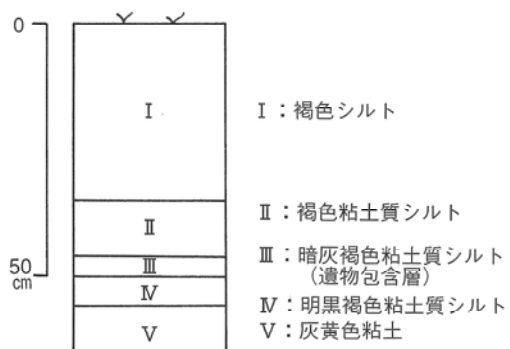 0
Ⅰ
Ⅰ：褐色シルト
Ⅱ
Ⅱ：褐色粘土質シルト
Ⅲ
Ⅲ：暗灰褐色粘土質シルト
（遺物包含層）
50
cm
Ⅳ
Ⅳ：明黒褐色粘土質シルト
Ⅴ
Ⅴ：灰黄色粘土